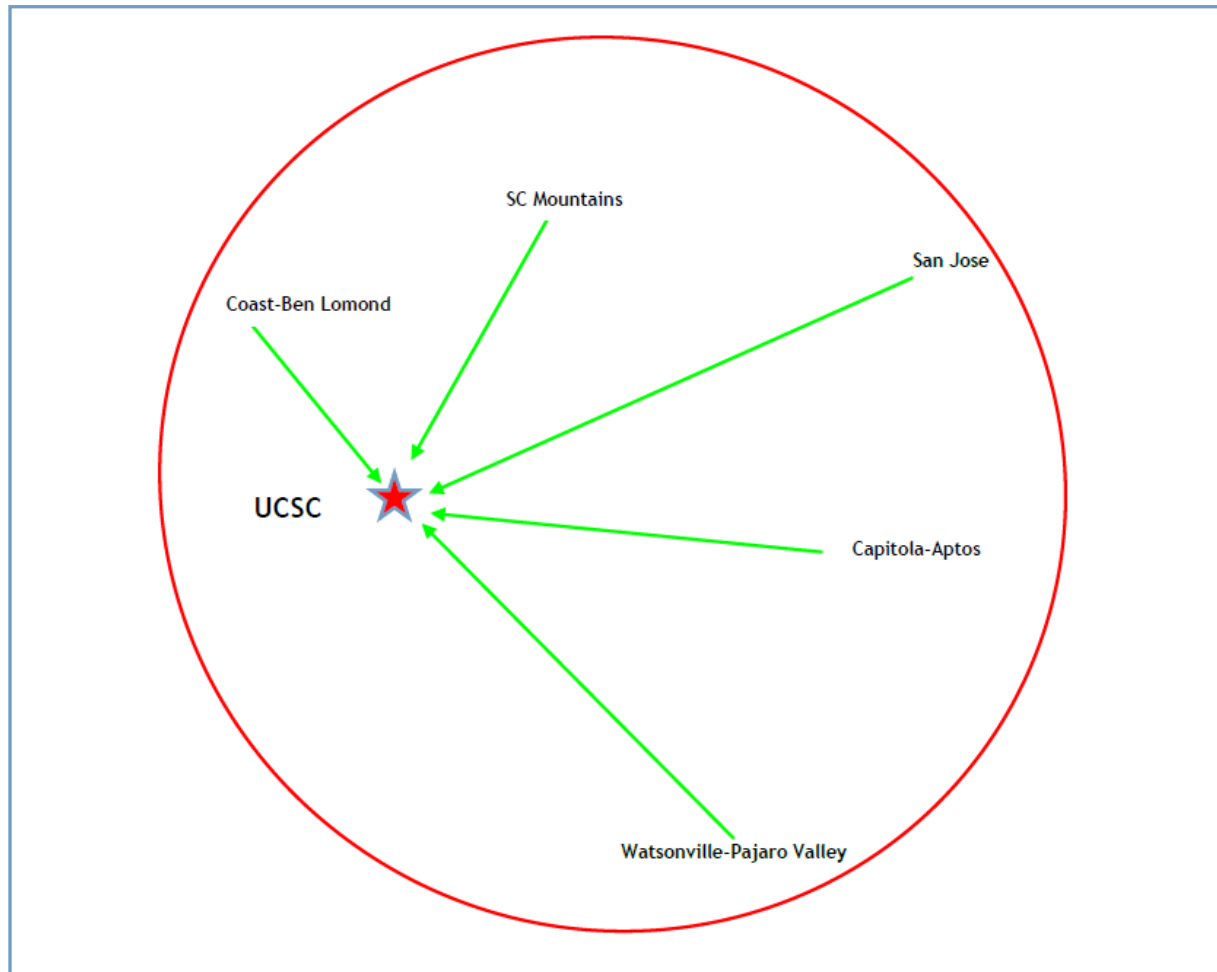 SC Mountains
San Jose
Coast-Ben Lomond
UCSC
Capitola-Aptos
Watsonville-Pajaro Valley